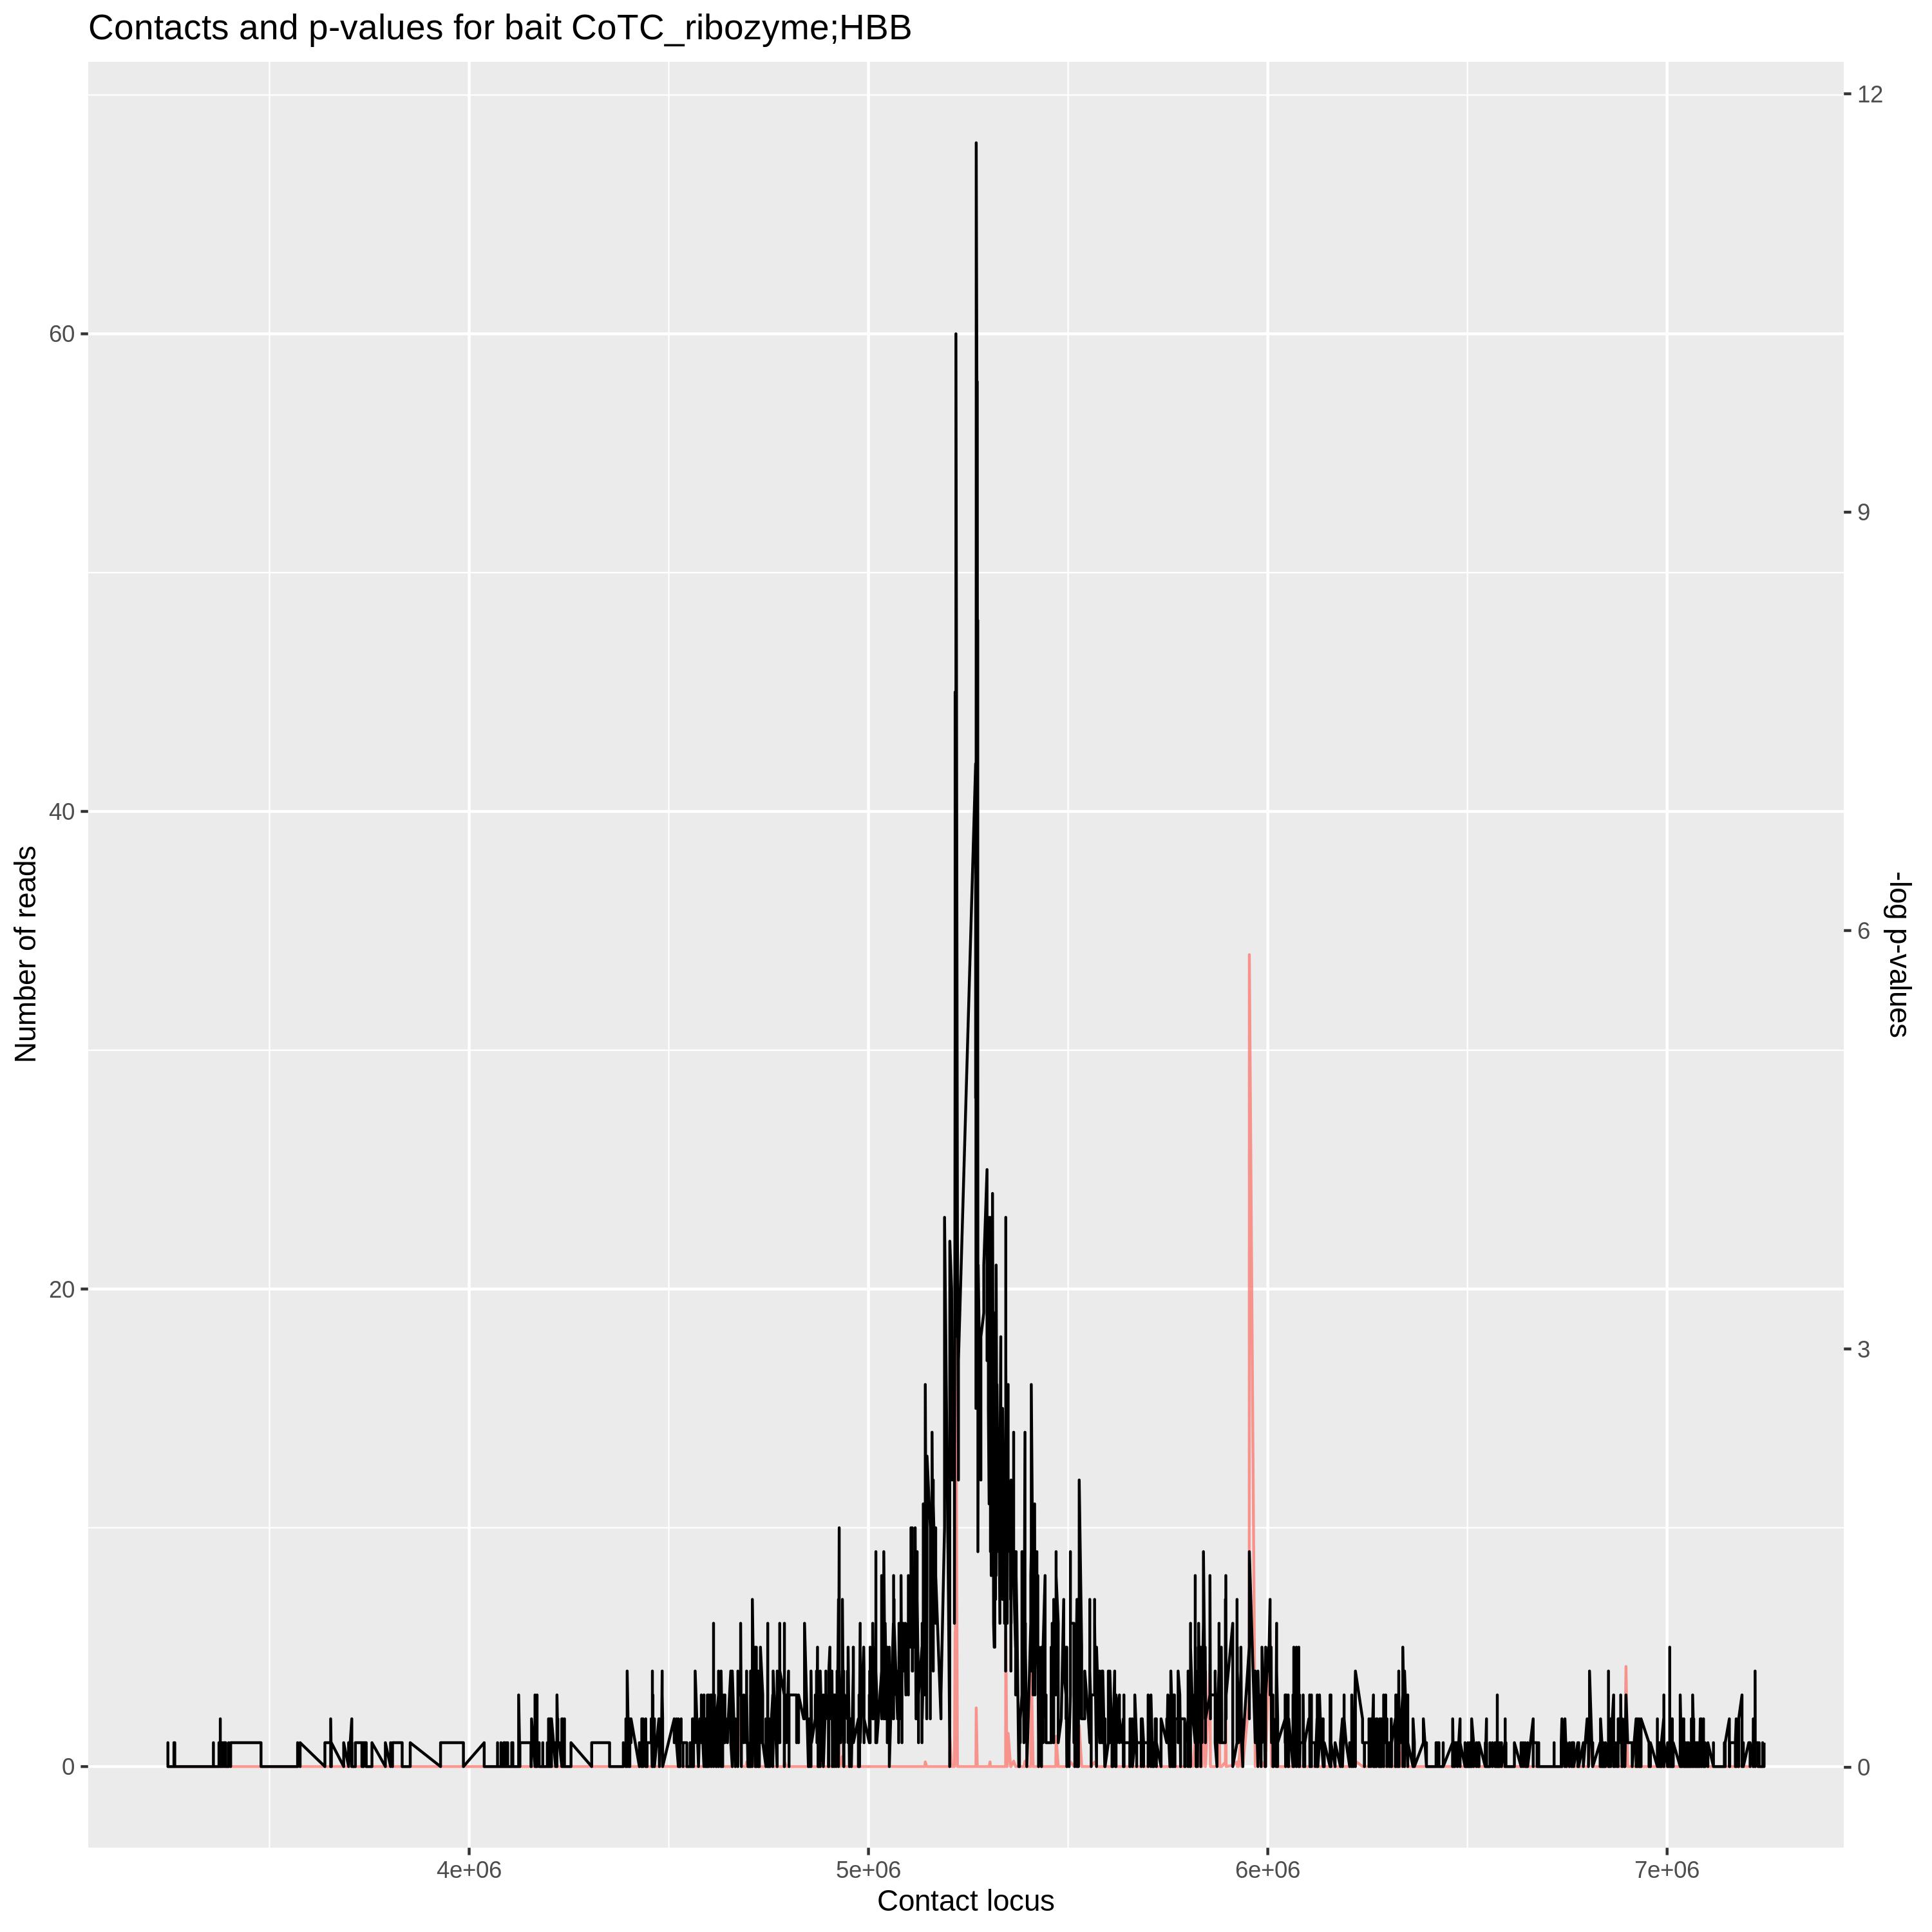 Contacts and p-values for bait CoTC_ribozyme;HBB
12
60
9
40
Number of reads
-log p-values
6
20
3
0
0
4e+06
5e+06
6e+06
7e+06
Contact locus